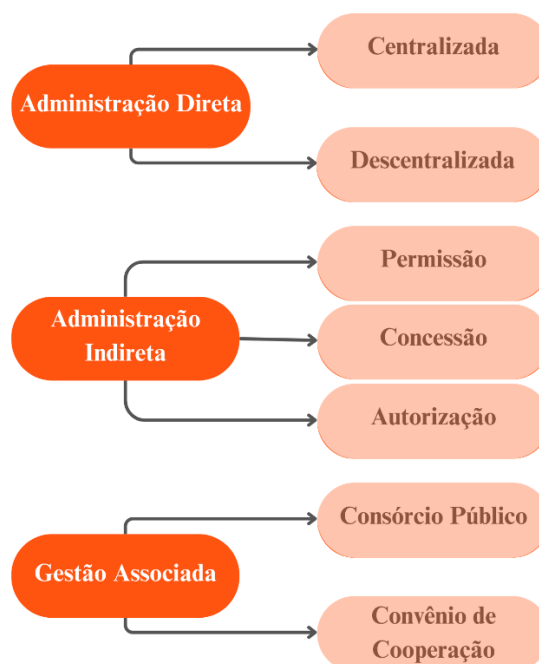 Administração Direta
Centralizada
Descentralizada
Administração
Indireta
Permissão
Concessão
Autorização
Gestão Associada
Consórcio Público
Convênio de
Cooperação